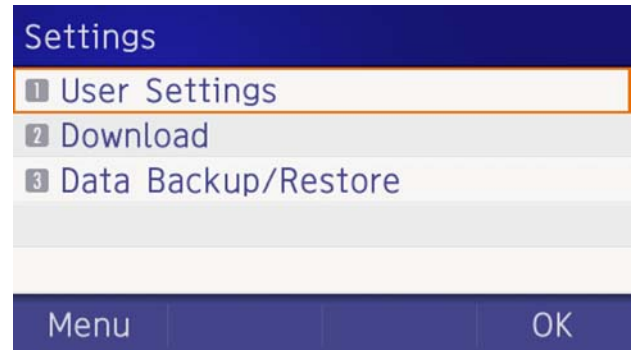 Settings
1 User Settings
2 Download
3 Data Backup/Restore
Menu OK